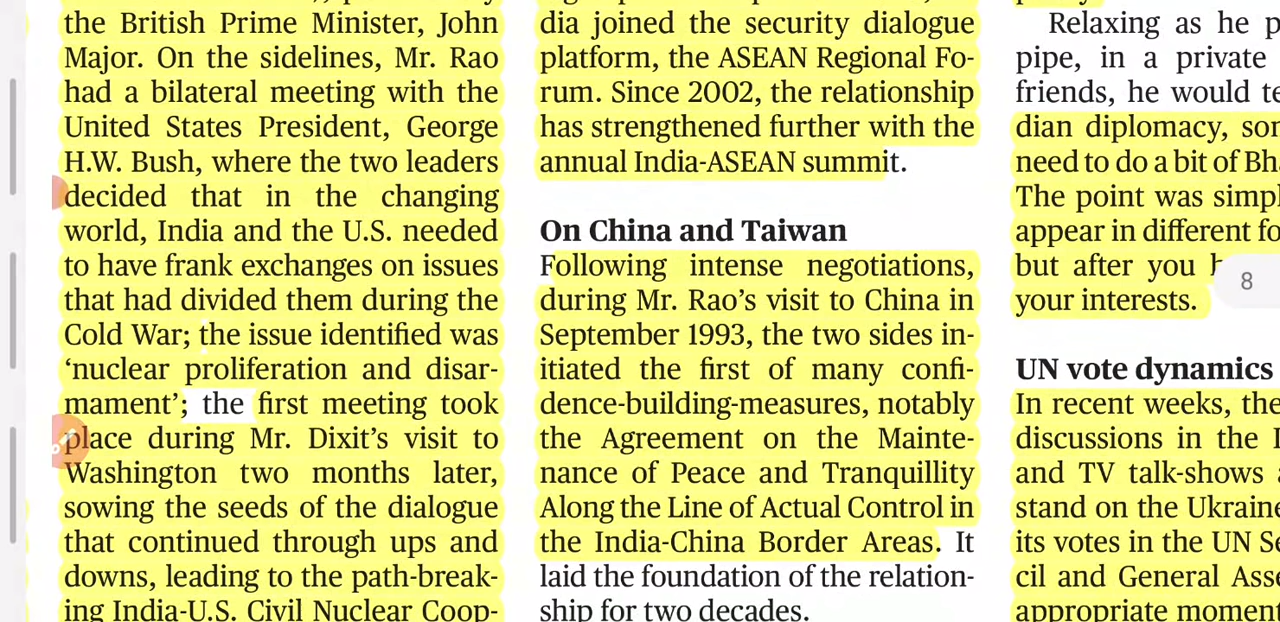 the British Prime Minister, John
Major. On the sidelines, Mr. Rao
had a bilateral meeting with the
United States President, George
H.W. Bush, where the two leaders
decided that in the changing
world, India and the U.S. needed
to have frank exchanges on issues
that had divided them during the
Cold War; the issue identified was
‘nuclear proliferation and disar-
mament’; the first meeting took
place during Mr. Dixit’s visit to
Washington two months later,
sowing the seeds of the dialogue
that continued through ups and
downs, leading to the path-break-
ing India-U.S. Civil Nuclear Coop-
dia joined the security dialogue
platform, the ASEAN Regional Fo-
rum. Since 2002, the relationship
has strengthened further with the
annual India-ASEAN summit.
On China and Taiwan
Following intense negotiations,
during Mr. Rao’s visit to China in
September 1993, the two sides in-
itiated the first of many confi-
dence-building-measures, notably
the Agreement on the Mainte-
nance of Peace and Tranquillity
Along the Line of Actual Control in
the India-China Border Areas. It
laid the foundation of the relation-
ship for two decades.
Relaxing as he
pipe, in a private
friends, he would
dian diplomacy,
need to do a bit of
The point was
appear in different
but after you
your interests.
8
UN vote dynamics
In recent weeks, the
discussions in the
and TV talk-shows
stand on the
its votes in the UN
cil and General
appropriate